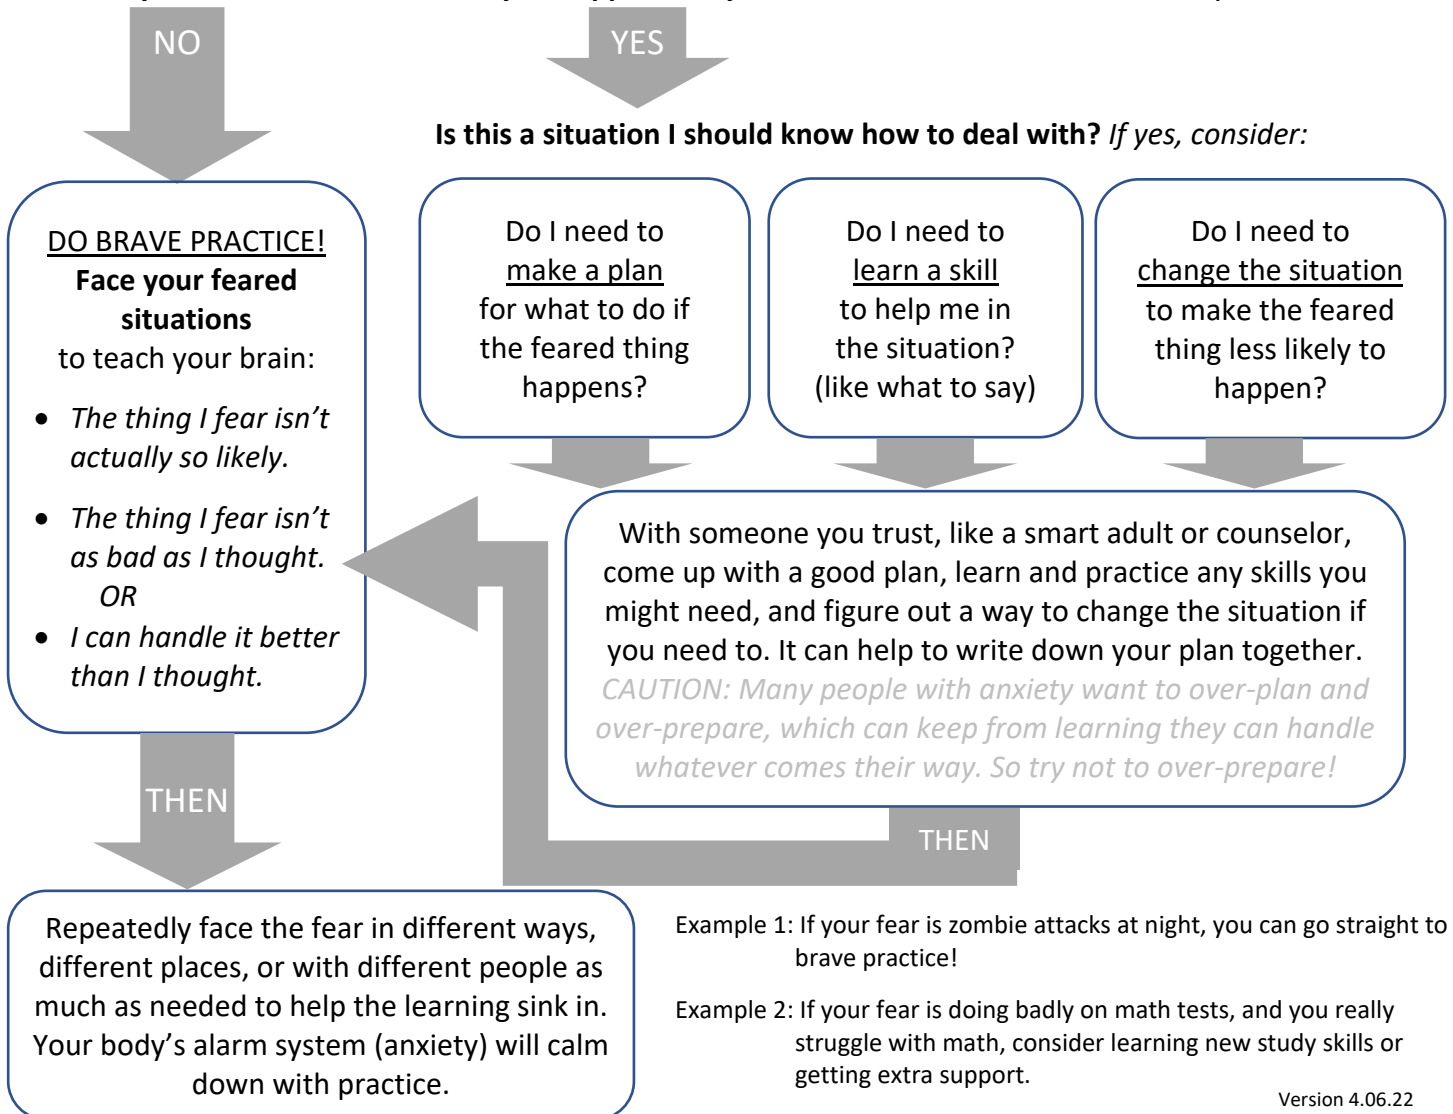 NO
YES
Is this a situation I should know how to deal with? If yes, consider:
DO BRAVE PRACTICE!
Face your feared
situations
to teach your brain:
• The thing I fear isn’t
actually so likely.
• The thing I fear isn’t
as bad as I thought.
OR
• I can handle it better
than I thought.
Do I need to
make a plan
for what to do if
the feared thing
happens?
Do I need to
learn a skill
to help me in
the situation?
(like what to say)
Do I need to
change the situation
to make the feared
thing less likely to
happen?
With someone you trust, like a smart adult or counselor,
come up with a good plan, learn and practice any skills you
might need, and figure out a way to change the situation if
you need to. It can help to write down your plan together.
CAUTION: Many people with anxiety want to over-plan and
over-prepare, which can keep from learning they can handle
whatever comes their way. So try not to over-prepare!
THEN
THEN
Repeatedly face the fear in different ways,
different places, or with different people as
much as needed to help the learning sink in.
Your body’s alarm system (anxiety) will calm
down with practice.
Example 1: If your fear is zombie attacks at night, you can go straight to
brave practice!
Example 2: If your fear is doing badly on math tests, and you really
struggle with math, consider learning new study skills or
getting extra support.
Version 4.06.22